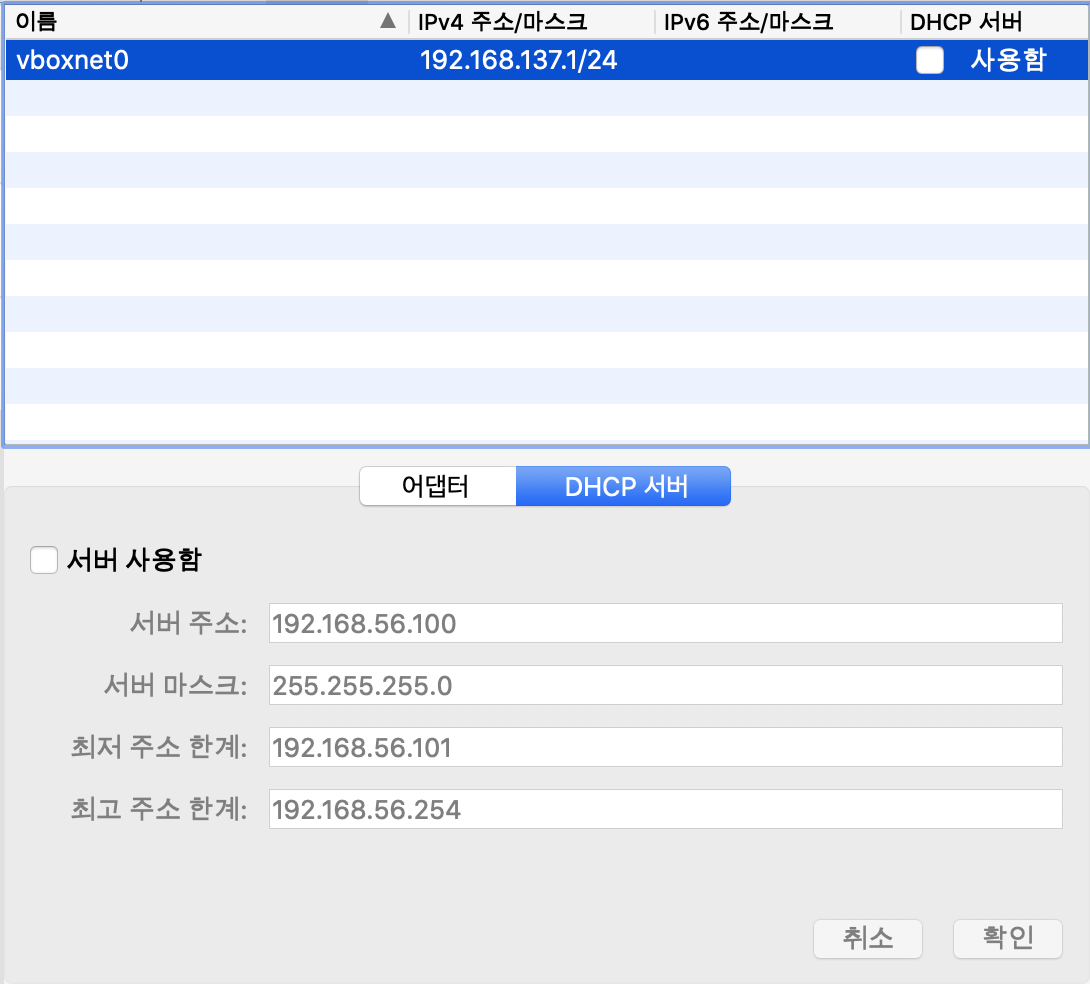 이름 ▲ IPv4 주소/마스크 IPv6 주소/마스크 DHCP 서버
vboxnet0 192.168.137.1/24 사용함
어댑터 DHCP 서버
서버 사용함
서버 주소: 192.168.56.100
서버 마스크: 255.255.255.0
최저 주소 한계: 192.168.56.101
최고 주소 한계: 192.168.56.254
취소 확인